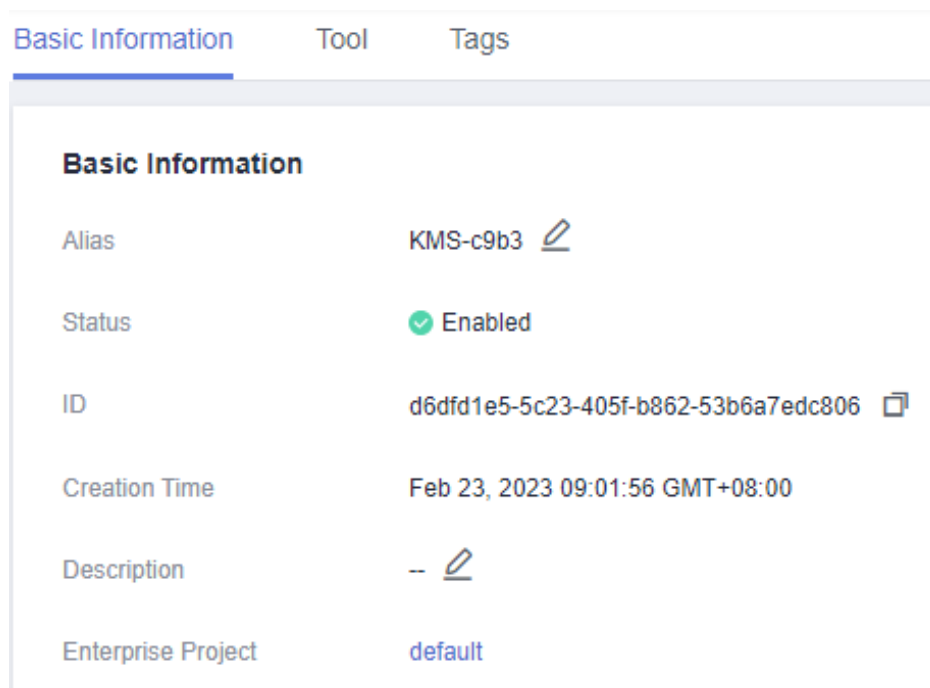 Basic Information Tool Tags
Basic Information
Alias KMS-c9b3
Status Enabled
ID d6dfd1e5-5c23-405f-b862-53b6a7edc806
Creation Time Feb 23, 2023 09:01:56 GMT+08:00
Description --
Enterprise Project default